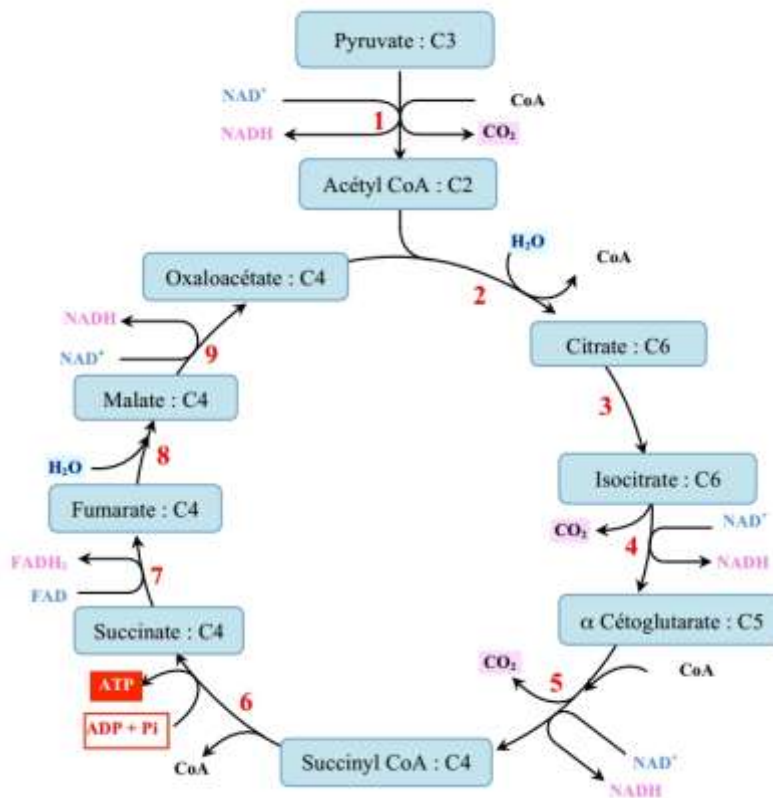 Pyruvate : C3
NAD⁺
CoA
1
NADH
CO₂
Acétyl CoA : C2
H₂O
CoA
Oxaloacétate : C4
2
NADH
NAD⁺
9
Citrate : C6
Malate : C4
3
8
H₂O
Isocitrate : C6
Fumarate : C4
CO₂
NAD⁺
4
FADH₂
NADH
7
FAD
α Cétoglutarate : C5
Succinate : C4
CO₂
5
CoA
ATP
6
ADP + Pi
CoA
Succinyl CoA : C4
NAD⁺
NADH